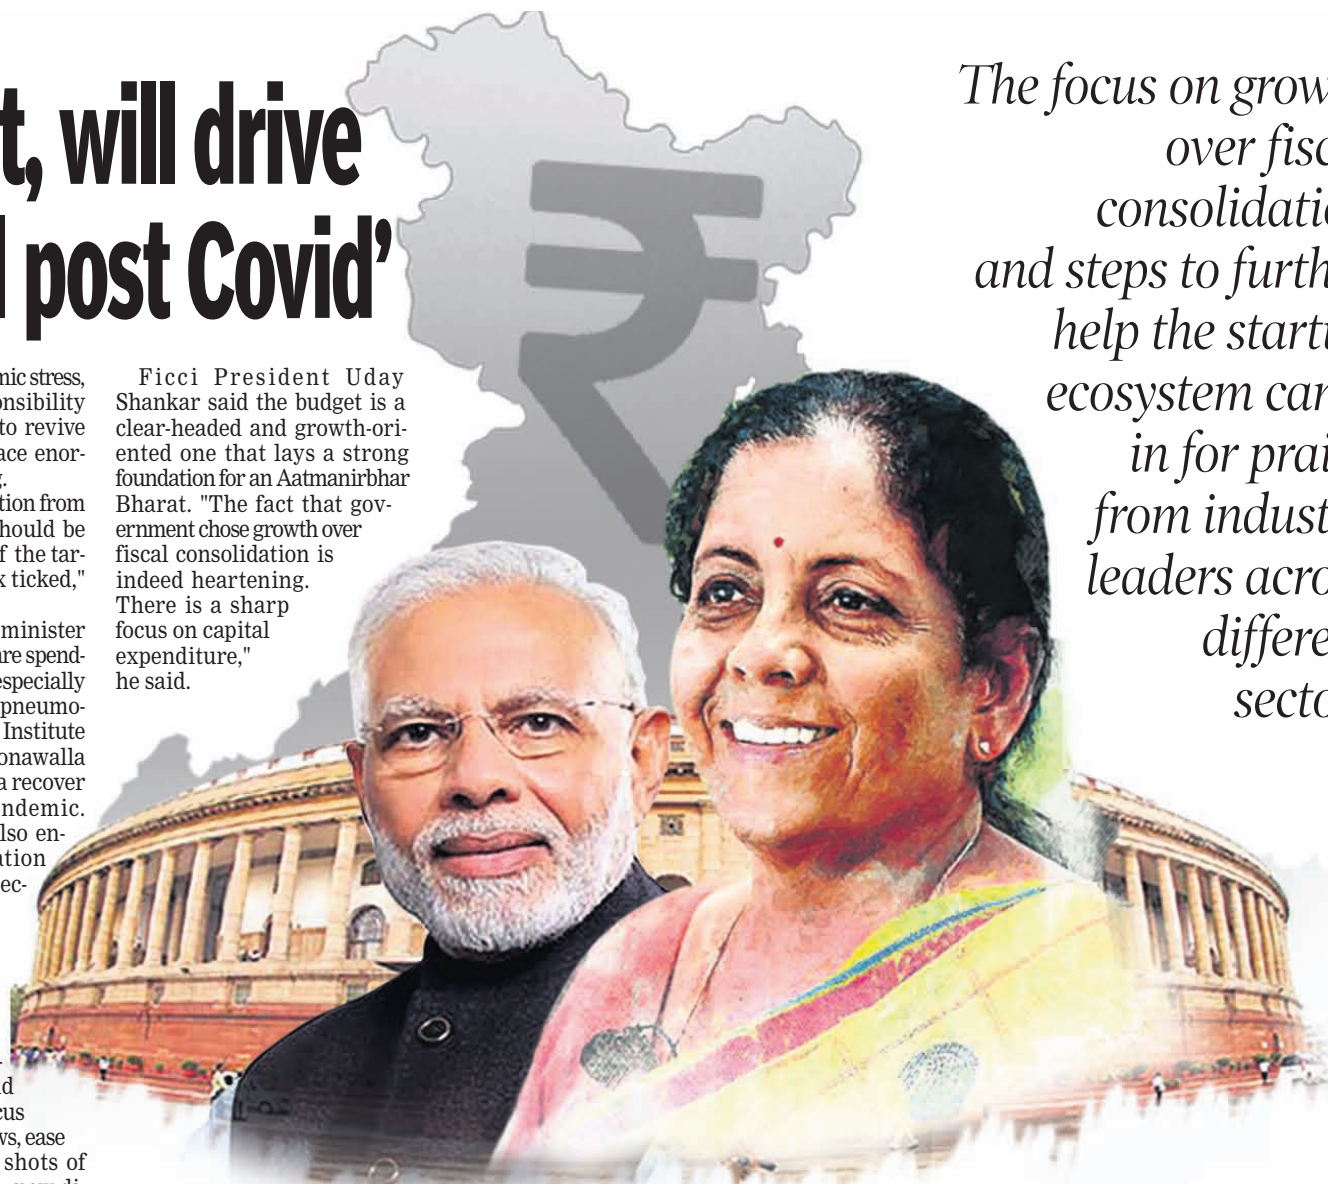 t, will drive
post Covid'
mic stress,
onsibility
to revive
ace enor-
g.
tion from
hould be
f the tar-
x ticked,"
minister
are spend-
especially
pneumo-
Institute
onawalla
a recover
ndemic.
lso en-
ation
ec-
d
cus
ws, ease
shots of
Ficci President Uday
Shankar said the budget is a
clear-headed and growth-ori-
ented one that lays a strong
foundation for an Aatmanirbhar
Bharat. "The fact that gov-
ernment chose growth over
fiscal consolidation is
indeed heartening.
There is a sharp
focus on capital
expenditure,"
he said.
The focus on grow
over fisc
consolidatio
and steps to furth
help the startu
ecosystem cam
in for prai
from indust
leaders acro
differe
secto